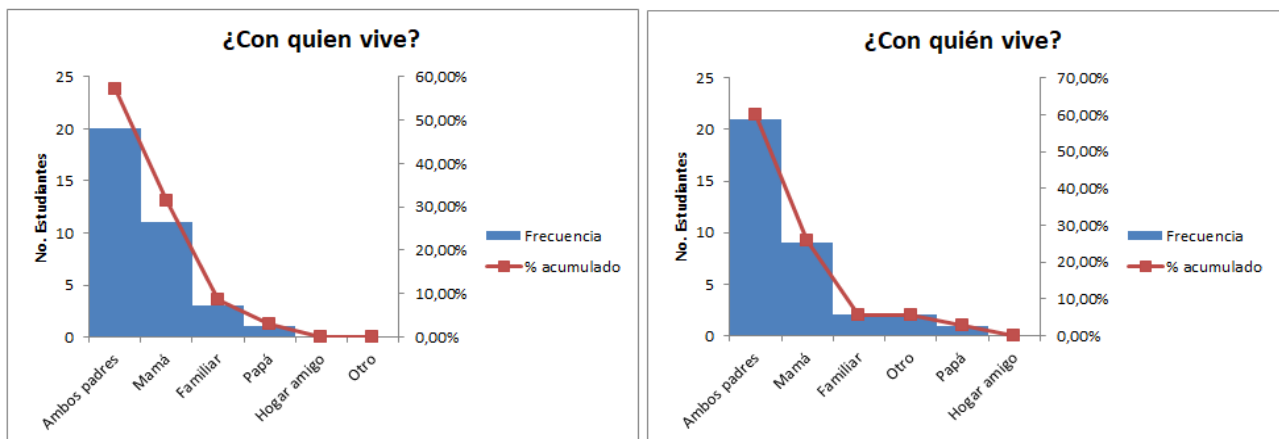 ¿Con quien vive?
25
20
15
10
5
0
No. Estudiantes
60,00%
50,00%
40,00%
30,00%
20,00%
10,00%
0,00%
Ambos padres
Mamá
Familiar
Papá
Hogar amigo
Otro
Frecuencia
% acumulado
¿Con quién vive?
25
20
15
10
5
0
No. Estudiantes
70,00%
60,00%
50,00%
40,00%
30,00%
20,00%
10,00%
0,00%
Ambos padres
Mamá
Familiar
Otro
Papá
Hogar amigo
Frecuencia
% acumulado